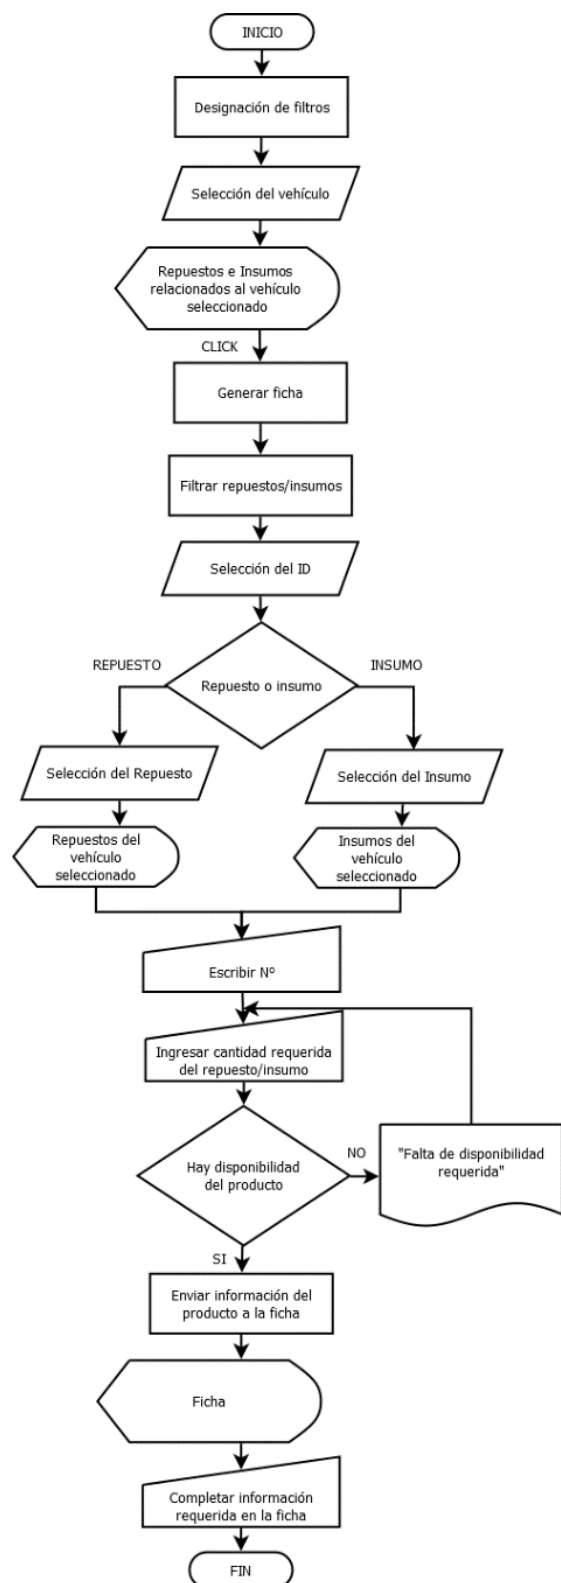 INICIO
Designación de filtros
Selección del vehículo
Repuestos e Insumos
relacionados al vehículo
seleccionado
CLICK
Generar ficha
Filtrar repuestos/insumos
Selección del ID
REPUESTO
INSUMO
Repuesto o insumo
Selección del Repuesto
Selección del Insumo
Repuestos del
vehículo
seleccionado
Insumos del
vehículo
seleccionado
Escribir Nº
Ingresar cantidad requerida
del repuesto/insumo
Hay disponibilidad
del producto
NO
"Falta de disponibilidad
requerida"
SI
Enviar información del
producto a la ficha
Ficha
Completar información
requerida en la ficha
FIN